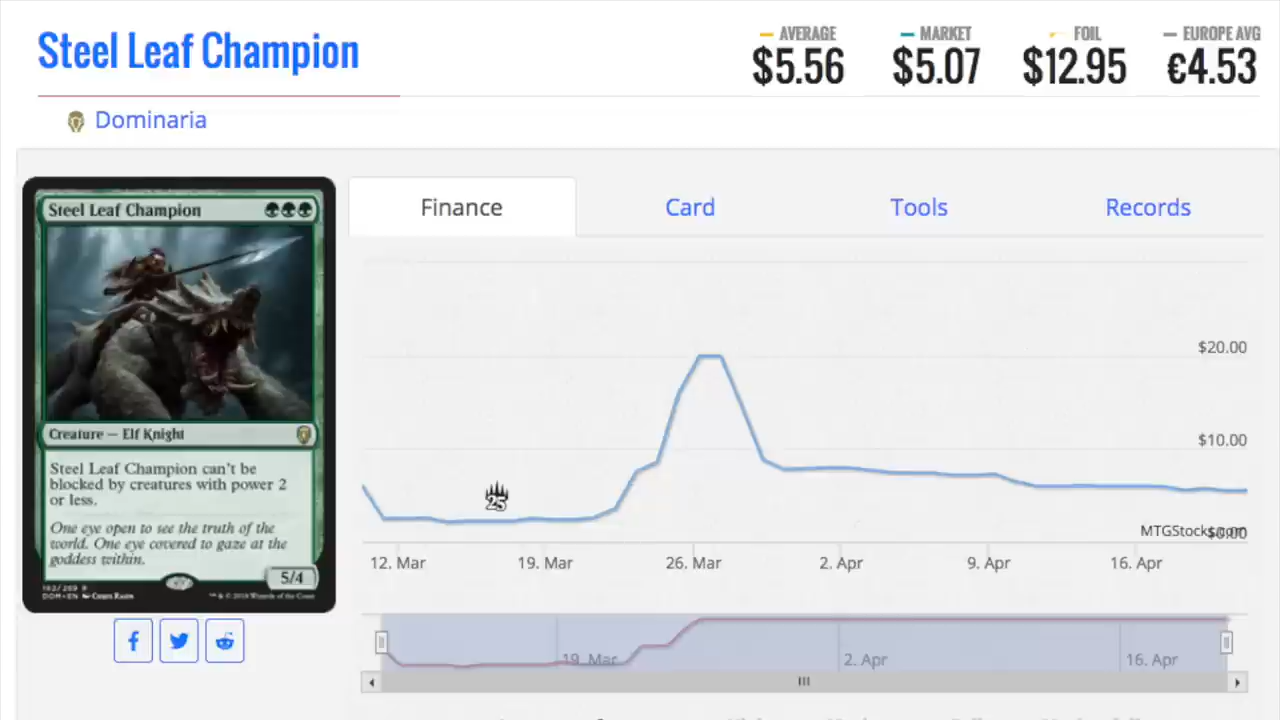 Steel Leaf Champion
AVERAGE
$5.56
MARKET
$5.07
FOIL
$12.95
EUROPE AVG
€4.53
Dominaria
Finance
Card
Tools
Records
Steel Leaf Champion
Creature — Elf Knight
Steel Leaf Champion can't be
blocked by creatures with power 2
or less.
One eye open to see the truth of the
world. One eye covered to gaze at the
goddess within.
5/4
$20.00
$10.00
$0.00
25
MTGStocks.com
12. Mar
19. Mar
26. Mar
2. Apr
9. Apr
16. Apr
19. Mar
2. Apr
16. Apr